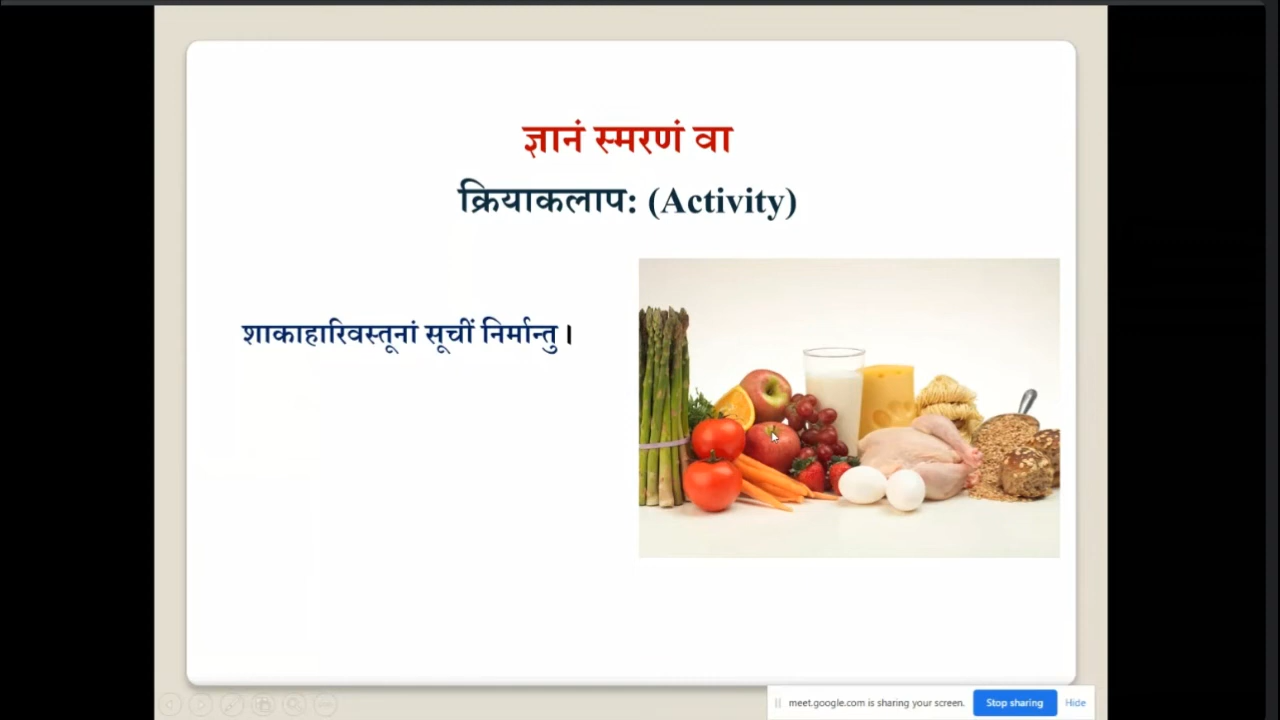 ज्ञानं स्मरणं वा
क्रियाकलाप: (Activity)
शाकाहारिवस्तूनां सूचीं निर्मान्तु ।
meet.google.com is sharing your screen. Stop sharing Hide